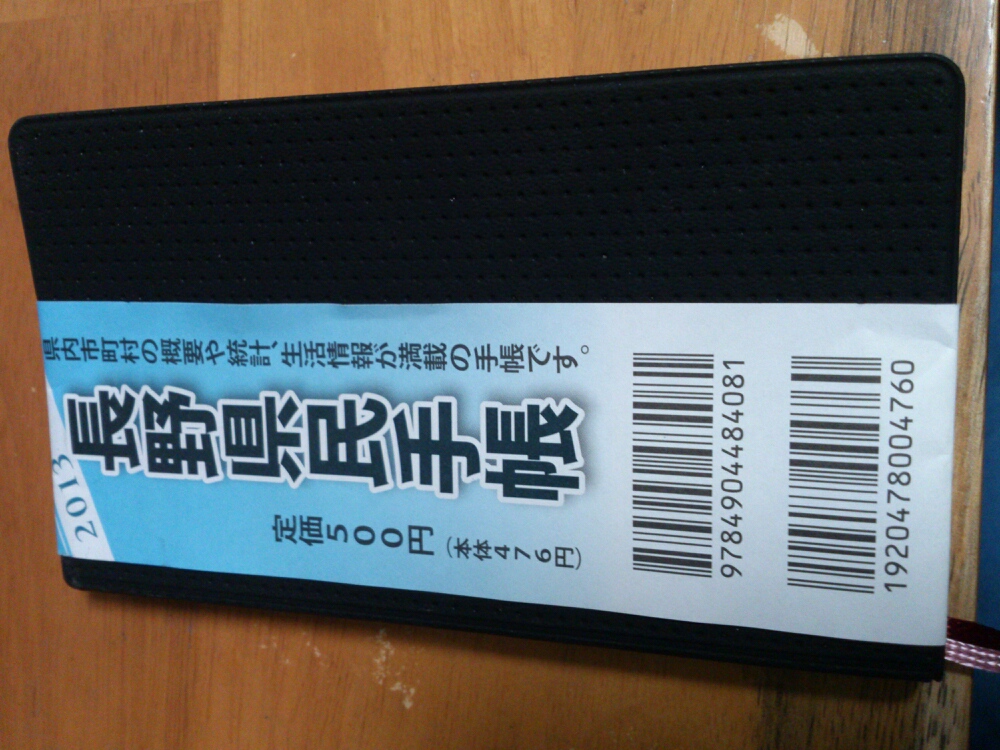 2013
県内市町村の概要や統計、生活情報が満載の手帳です。
長野県民手帳
定価500円
(本体476円)
9784904484081
1920478004760